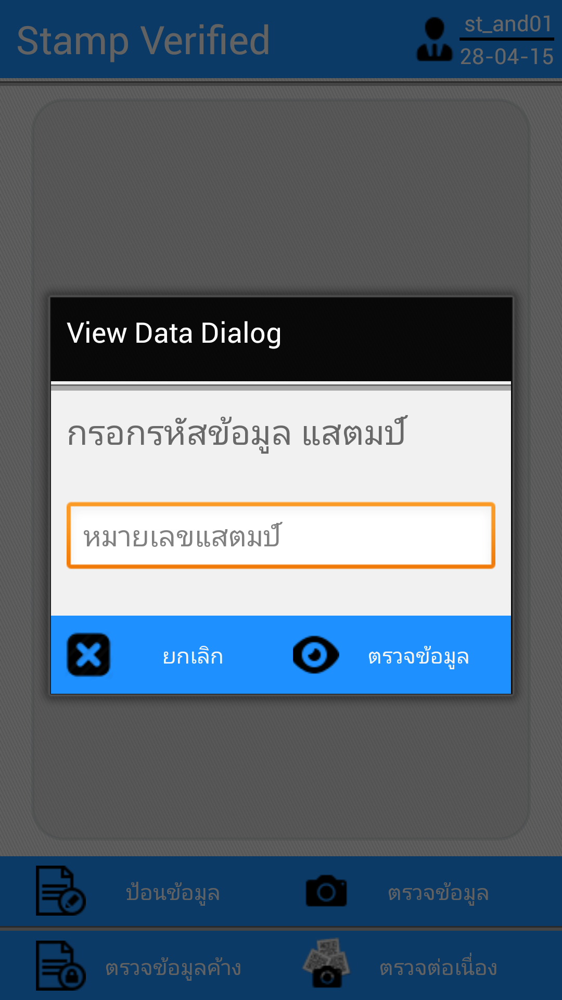 Stamp Verified
st_and01
28-04-15
View Data Dialog
กรอกรหัสข้อมูล แสตมป์
หมายเลขแสตมป์
ยกเลิก
ตรวจข้อมูล
ป้อนข้อมูล
ตรวจข้อมูล
ตรวจข้อมูลค้าง
ตรวจต่อเนื่อง